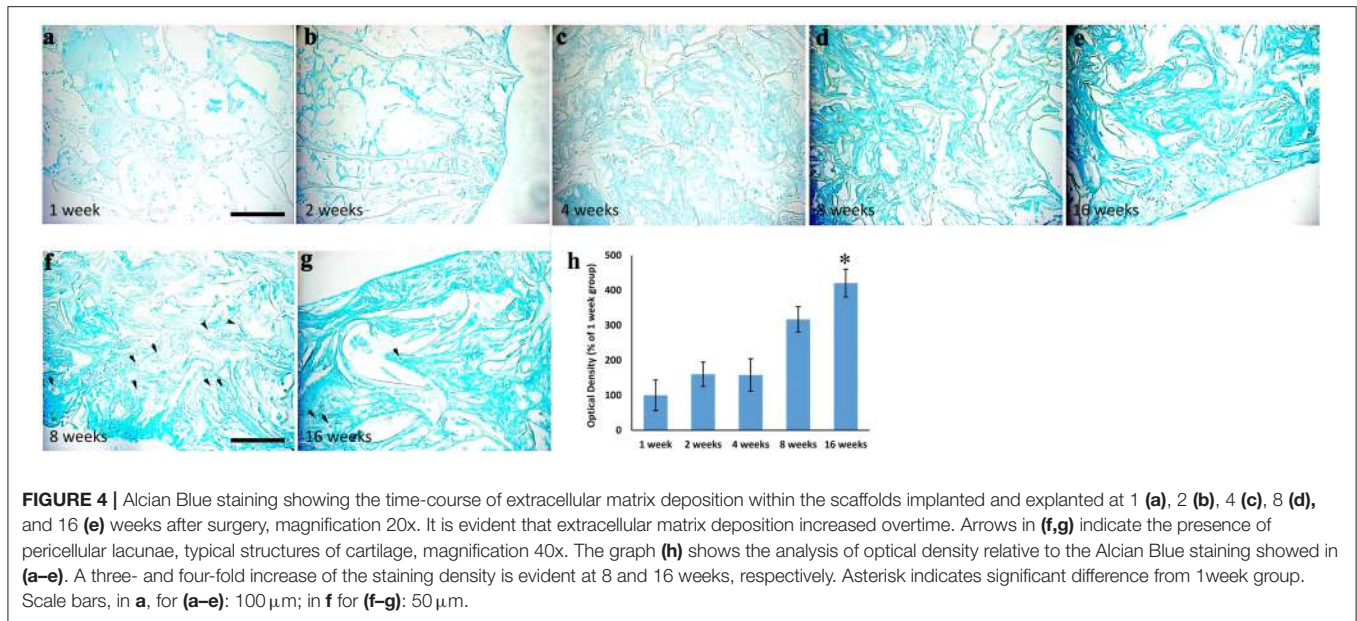 a
b
c
d
e
1 week
2 weeks
4 weeks
8 weeks
16 weeks
f
g
h
8 weeks
16 weeks
Optical Density (% of 1 week group)
500
400
300
200
100
0
*
1 week
2 weeks
4 weeks
8 weeks
16 weeks
FIGURE 4 | Alcian Blue staining showing the time-course of extracellular matrix deposition within the scaffolds implanted and explanted at 1 (a), 2 (b), 4 (c), 8 (d),
and 16 (e) weeks after surgery, magnification 20x. It is evident that extracellular matrix deposition increased overtime. Arrows in (f,g) indicate the presence of
pericellular lacunae, typical structures of cartilage, magnification 40x. The graph (h) shows the analysis of optical density relative to the Alcian Blue staining showed in
(a–e). A three- and four-fold increase of the staining density is evident at 8 and 16 weeks, respectively. Asterisk indicates significant difference from 1week group.
Scale bars, in a, for (a–e): 100 μm; in f for (f–g): 50 μm.